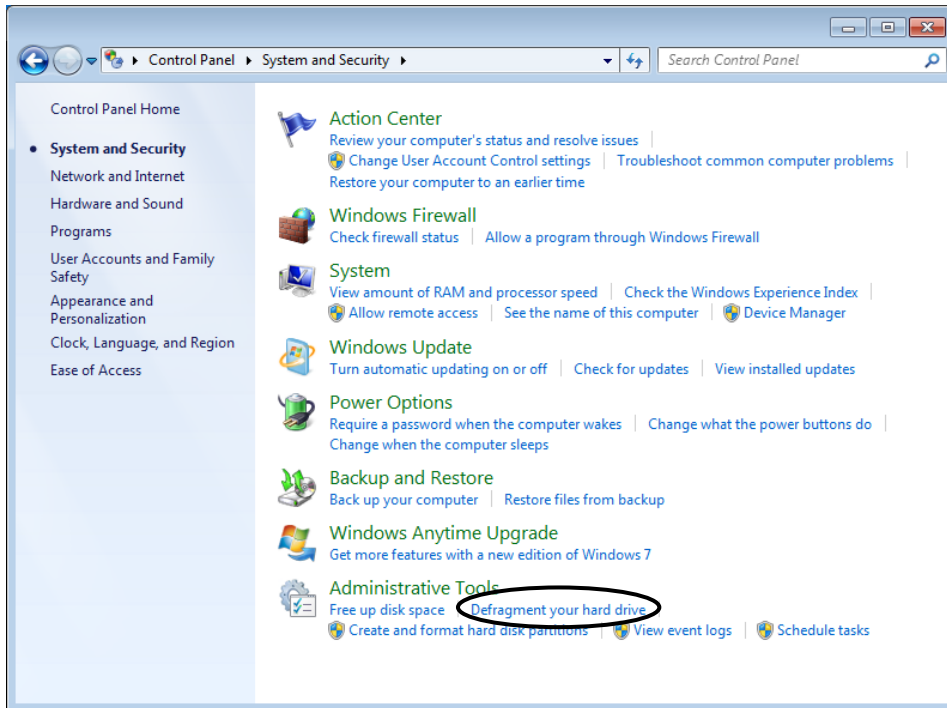 Control Panel System and Security
Search Control Panel
Control Panel Home
System and Security
Network and Internet
Hardware and Sound
Programs
User Accounts and Family
Safety
Appearance and
Personalization
Clock, Language, and Region
Ease of Access
Action Center
Review your computer's status and resolve issues
Change User Account Control settings Troubleshoot common computer problems
Restore your computer to an earlier time
Windows Firewall
Check firewall status Allow a program through Windows Firewall
System
View amount of RAM and processor speed Check the Windows Experience Index
Allow remote access See the name of this computer Device Manager
Windows Update
Turn automatic updating on or off Check for updates View installed updates
Power Options
Require a password when the computer wakes Change what the power buttons do
Change when the computer sleeps
Backup and Restore
Back up your computer Restore files from backup
Windows Anytime Upgrade
Get more features with a new edition of Windows 7
Administrative Tools
Free up disk space Defragment your hard drive
Create and format hard disk partitions View event logs Schedule tasks